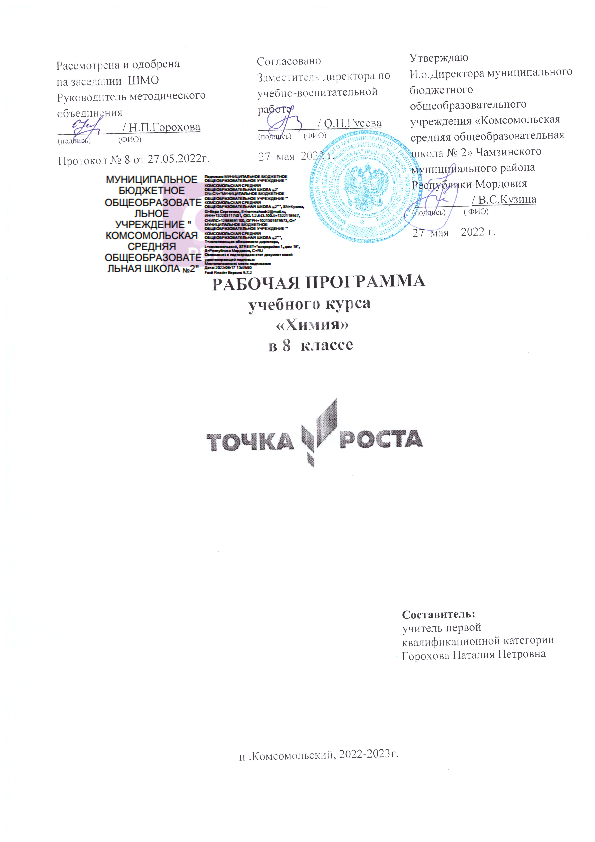 Рассмотрена и одобрена
на заседании ШМО
Руководитель методического
объединения
/ Н.П.Горохова
(подпись) (ФИО)
Протокол № 8 от 27.05.2022г.
Согласовано
Заместитель директора по
учебно-воспитательной
работе
/ О.П.Гусева
(подпись) ( ФИО)
27 мая 2022 г.
Утверждаю
И.о.Директора муниципального
бюджетного
общеобразовательного
учреждения «Комсомольская
средняя общеобразовательная
школа № 2» Чамзинского
муниципального района
Республики Мордовия
/ В.С.Кузина
(подпись) ( ФИО)
27 мая 2022 г.
МУНИЦИПАЛЬНОЕ
БЮДЖЕТНОЕ
ОБЩЕОБРАЗОВАТЕ
ЛЬНОЕ
УЧРЕЖДЕНИЕ "
КОМСОМОЛЬСКАЯ
СРЕДНЯЯ
ОБЩЕОБРАЗОВАТЕ
ЛЬНАЯ ШКОЛА №2"
РАБОЧАЯ ПРОГРАММА
учебного курса
«Химия»
в 8 классе
ТОЧКА РОСТА
Составитель:
учитель первой
квалификационной категории
Горохова Наталия Петровна
п .Комсомольский, 2022-2023г.